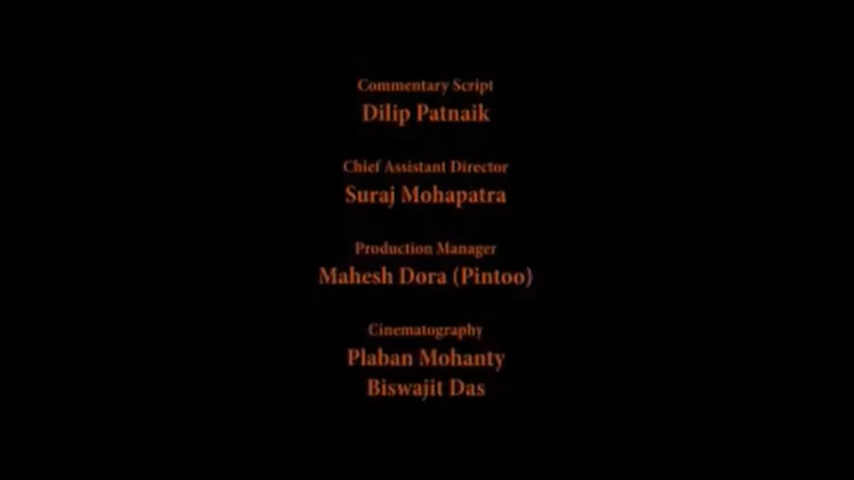 Commentary Script
Dilip Patnaik
Chief Assistant Director
Suraj Mohapatra
Production Manager
Mahesh Dora (Pintoo)
Cinematography
Plaban Mohanty
Biswajit Das